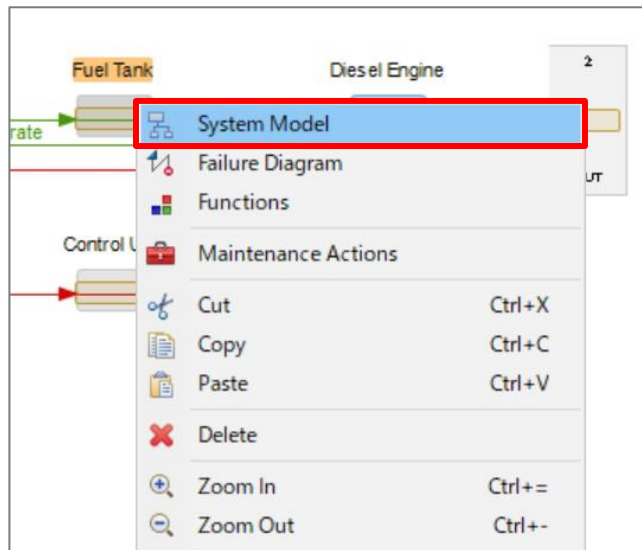 Fuel Tank
Diesel Engine
2
rate
System Model
Failure Diagram
UT
Functions
Control U
Maintenance Actions
Cut Ctrl+X
Copy Ctrl+C
Paste Ctrl+V
Delete
Zoom In Ctrl+=
Zoom Out Ctrl+-